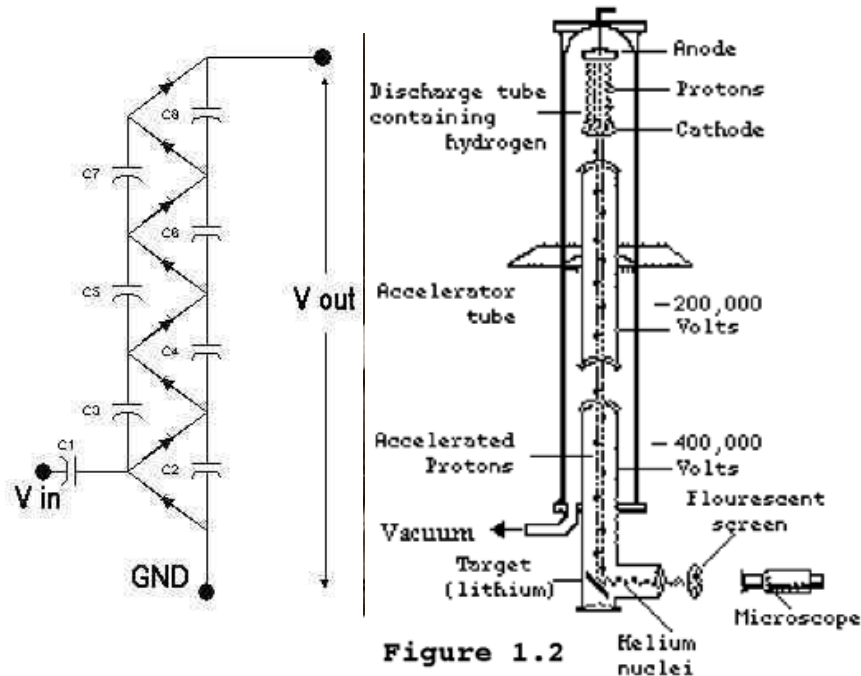 C8
C7
C6
C5
C4
C3
C1
C2
V in
V out
GND
Anode
Discharge tube
containing
hydrogen
Protons
Cathode
Accelerator
tube
—200,000
Volts
Accelerated
Protons
—400,000
Volts
Flourescent
screen
Vacuum
Target
(lithium)
Microscope
Helium
nuclei
Figure 1.2